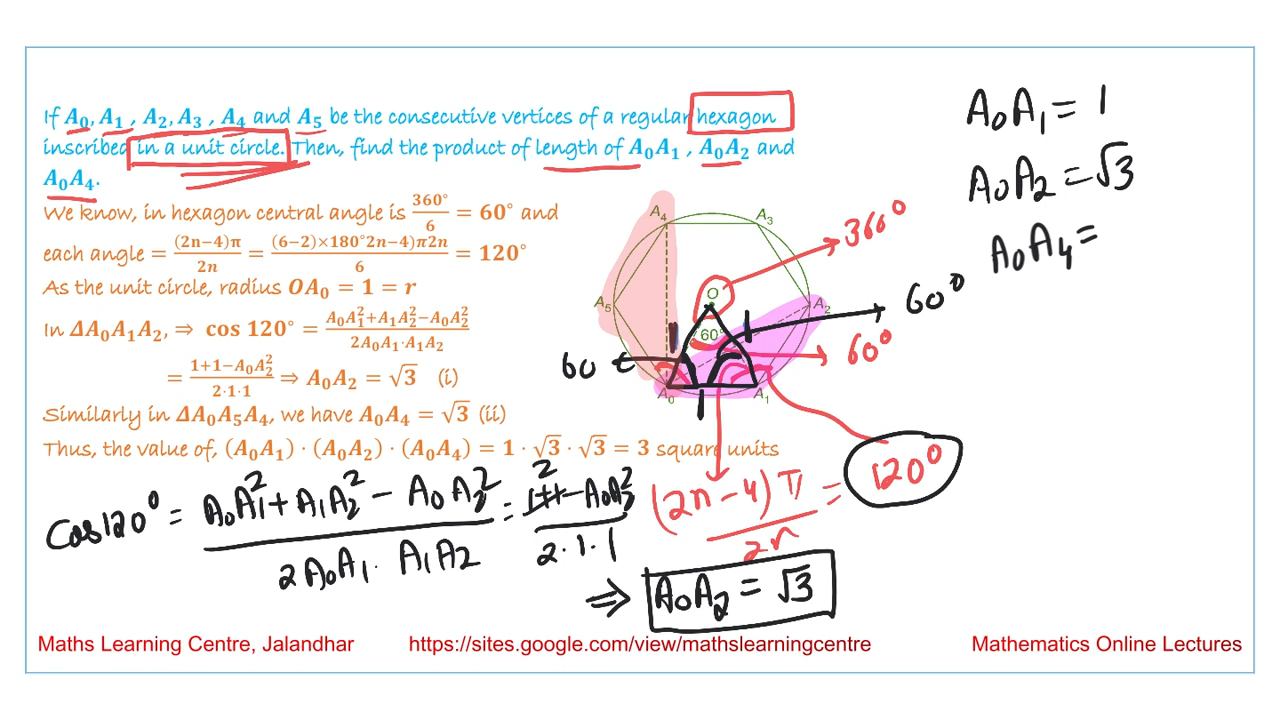 If A₀, A₁ , A₂, A₃ , A₄ and A₅ be the consecutive vertices of a regular hexagon
inscribed in a unit circle. Then, find the product of length of A₀A₁ , A₀A₂ and
A₀A₄.
We know, in hexagon central angle is 360°/6 = 60° and
each angle = (2n−4)π/2n = (6−2)×180°2n−4)π2n/6 = 120°
As the unit circle, radius OA₀ = 1 = r
In ΔA₀A₁A₂, ⇒ cos 120° = A₀A₁²+A₁A₂²−A₀A₂²/2A₀A₁·A₁A₂
= 1+1−A₀A₂²/2·2·1 ⇒ A₀A₂ = √3 (i)
Similarly in ΔA₀A₅A₄, we have A₀A₄ = √3 (ii)
Thus, the value of, (A₀A₁) · (A₀A₂) · (A₀A₄) = 1 · √3 · √3 = 3 square units
A₀A₁ = 1
A₀A₂ = √3
A₀A₄ =
A₄
A₃
360°
A₅
O
A₂
60°
60°
60°
60
1
1
1
A₀
A₁
Cos120° = A₀A₁² + A₁A₂² − A₀A₂² / 2A₀A₁ · A₁A₂ = 2 1+1 − A₀A₂² / 2·1·1
(2n−4)π / 2n = 120°
⇒ A₀A₂ = √3
Maths Learning Centre, Jalandhar
https://sites.google.com/view/mathslearningcentre
Mathematics Online Lectures